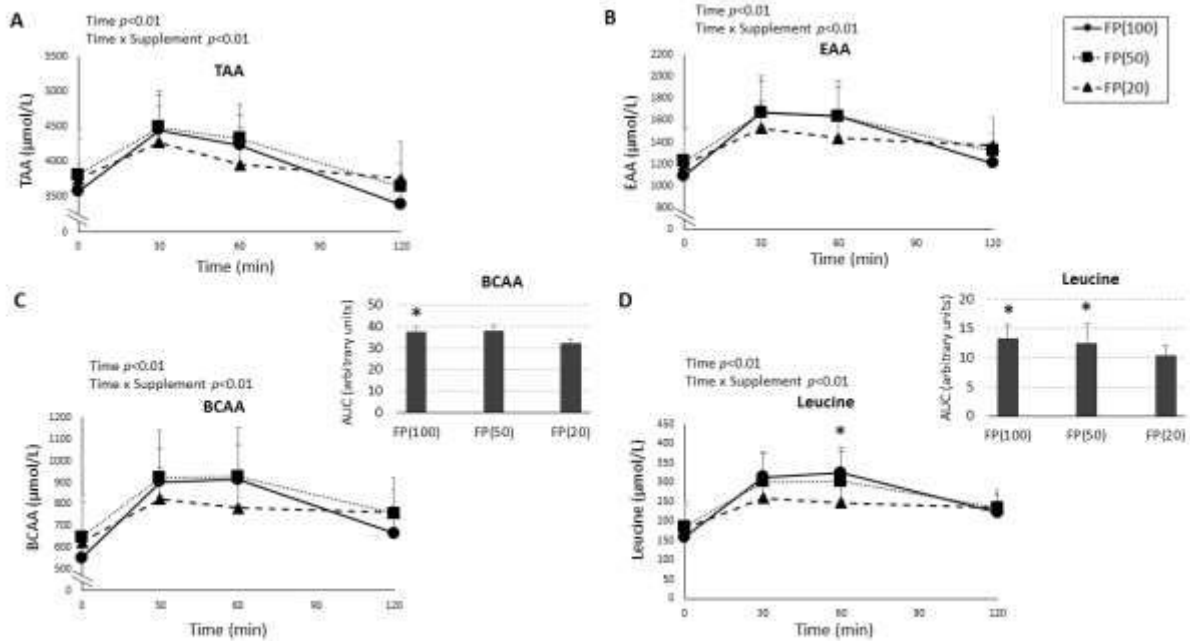 A
Time p<0.01
Time x Supplement p<0.01
TAA
TAA (µmol/L)
5500
5000
4500
4000
3500
0
0 30 60 90 120
Time (min)
B
Time p<0.01
Time x Supplement p<0.01
EAA
EAA (µmol/L)
2200
2000
1800
1600
1400
1200
1000
800
0
0 30 60 90 120
Time (min)
FP(100)
FP(50)
FP(20)
C
Time p<0.01
Time x Supplement p<0.01
BCAA
BCAA (µmol/L)
1200
1100
1000
900
800
700
600
500
0
0 30 60 90 120
Time (min)
BCAA
AUC (arbitrary units)
50
40
30
20
10
0
*
FP(100) FP(50) FP(20)
D
Time p<0.01
Time x Supplement p<0.01
Leucine
*
Leucine (µmol/L)
450
400
350
300
250
200
150
100
50
0
0 30 60 90 120
Time (min)
Leucine
AUC (arbitrary units)
20
15
10
5
0
* *
FP(100) FP(50) FP(20)